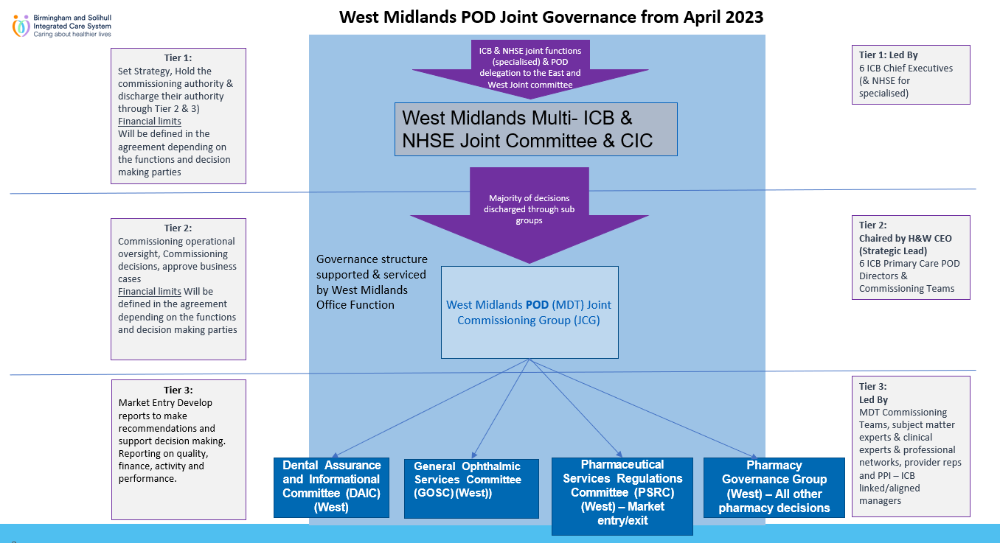 West Midlands POD Joint Governance from April 2023
Birmingham and Solihull
Integrated Care System
Caring about healthier lives
Tier 1:
Set Strategy, Hold the
commissioning authority &
discharge their authority
through Tier 2 & 3)
Financial limits
Will be defined in the
agreement depending on
the functions and decision
making parties
ICB & NHSE joint functions
(specialised) & POD
delegation to the East and
West Joint committee
Tier 1: Led By
6 ICB Chief Executives
(& NHSE for
specialised)
West Midlands Multi- ICB &
NHSE Joint Committee & CIC
Majority of decisions
discharged through sub
groups
Tier 2:
Commissioning operational
oversight, Commissioning
decisions, approve business
cases
Financial limits Will be
defined in the agreement
depending on the functions
and decision making parties
Governance structure
supported & serviced
by West Midlands
Office Function
West Midlands POD (MDT) Joint
Commissioning Group (JCG)
Tier 2:
Chaired by H&W CEO
(Strategic Lead)
6 ICB Primary Care POD
Directors &
Commissioning Teams
Tier 3:
Market Entry Develop
reports to make
recommendations and
support decision making.
Reporting on quality,
finance, activity and
performance.
Dental Assurance
and Informational
Committee (DAIC)
(West)
General Ophthalmic
Services Committee
(GOSC) (West))
Pharmaceutical
Services Regulations
Committee (PSRC)
(West) – Market
entry/exit
Pharmacy
Governance Group
(West) – All other
pharmacy decisions
Tier 3:
Led By
MDT Commissioning
Teams, subject matter
experts & clinical
experts & professional
networks, provider reps
and PPI – ICB
linked/aligned
managers